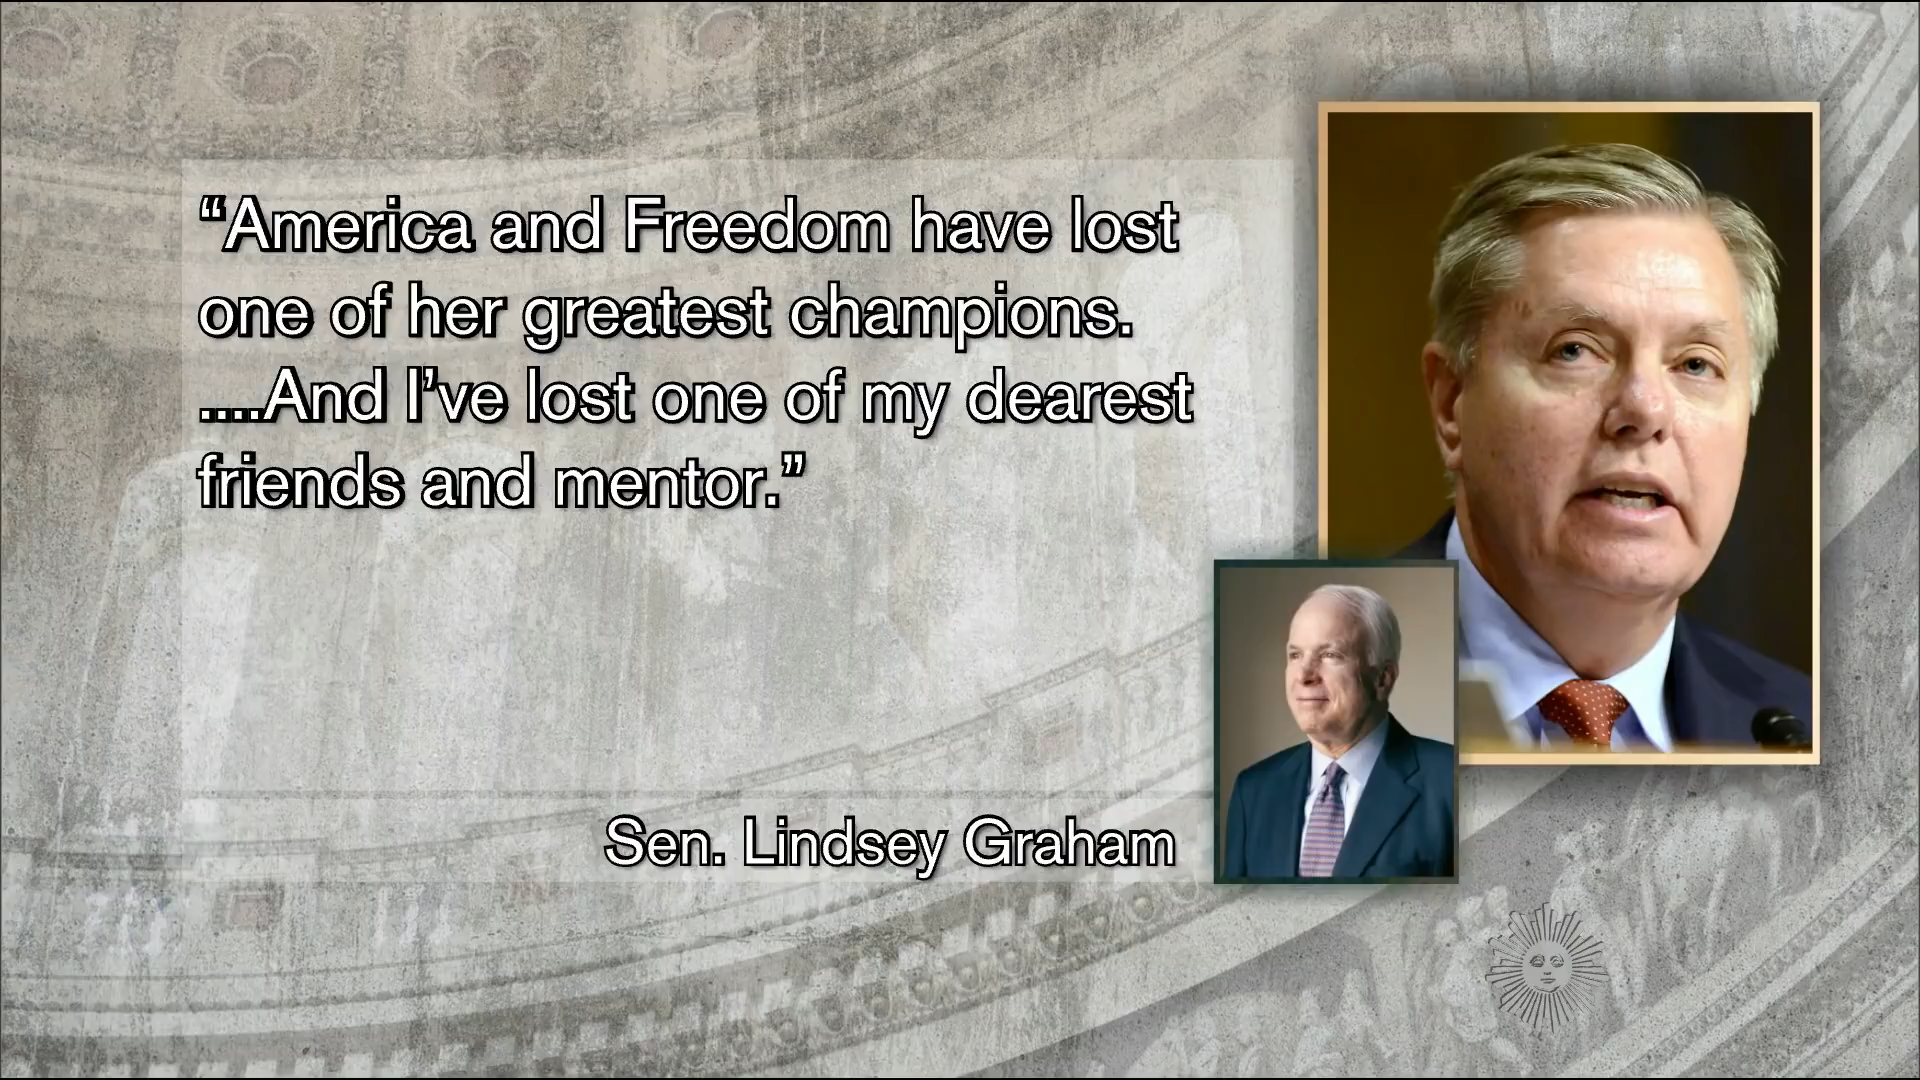 “America and Freedom have lost
one of her greatest champions.
....And I’ve lost one of my dearest
friends and mentor.”
Sen. Lindsey Graham